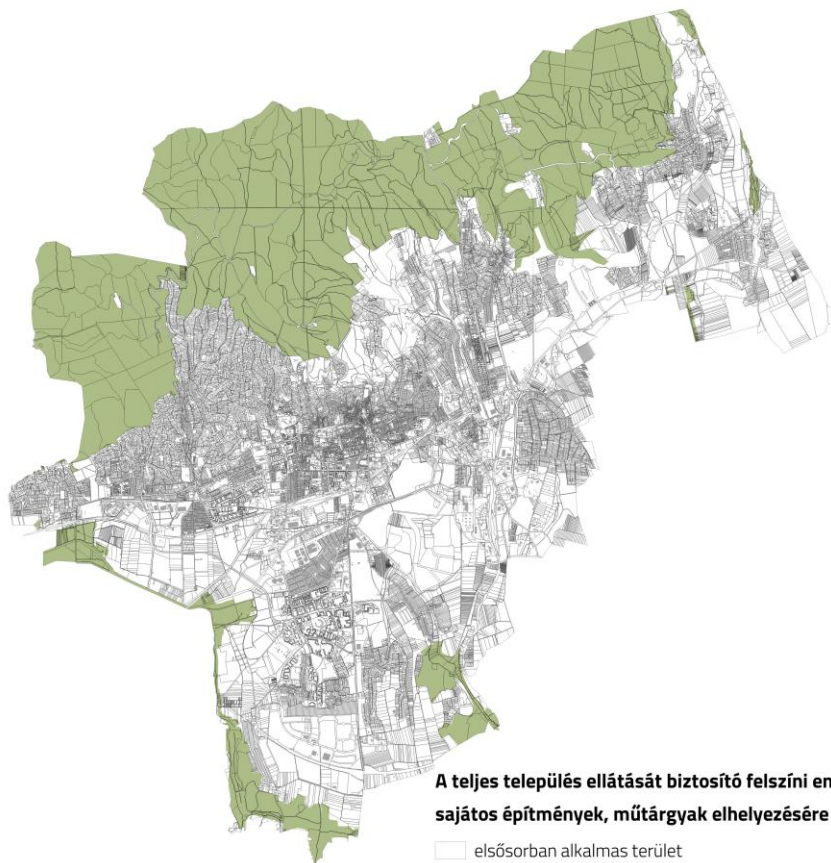 A teljes település ellátását biztosító felszíni en
sajátos építmények, műtárgyak elhelyezésére
elsősorban alkalmas terület